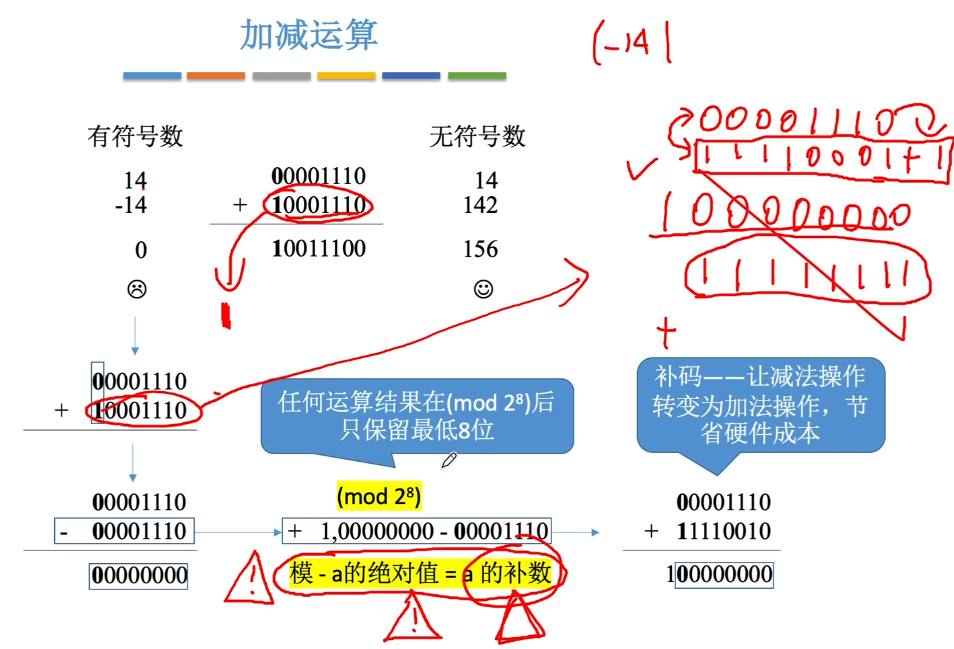 加减运算
(-14|
有符号数
无符号数
14
00001110
14
-14
+ 10001110
142
0
10011100
156
00001110
11110001+1
100000000
11111111
+
00001110
+ 10001110
任何运算结果在(mod 2⁸)后
只保留最低8位
补码——让减法操作
转变为加法操作，节
省硬件成本
00001110
(mod 2⁸)
00001110
- 00001110
+ 1,00000000 - 00001110
+ 11110010
00000000
模 - a的绝对值 = a 的补数
100000000